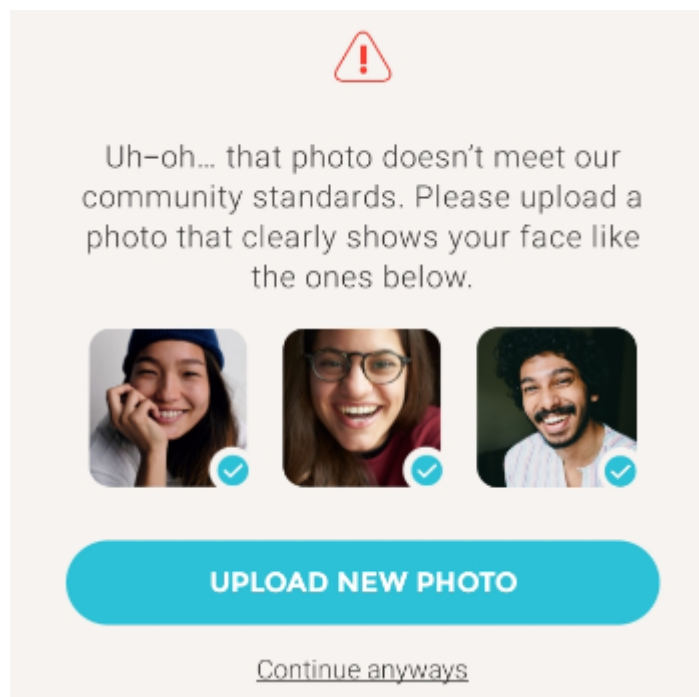 Uh-oh... that photo doesn't meet our
community standards. Please upload a
photo that clearly shows your face like
the ones below.
UPLOAD NEW PHOTO
Continue anyways